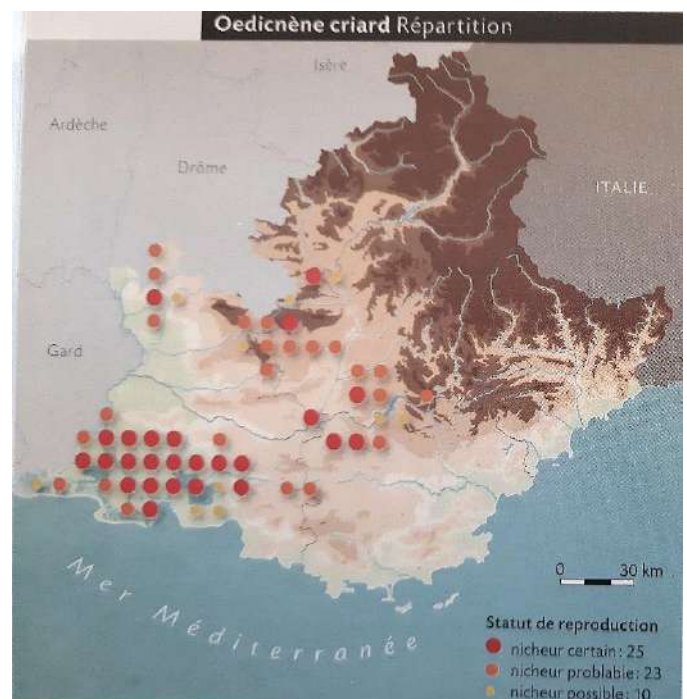 Oedicnène criard Répartition
Isère
Ardèche
Drôme
ITALIE
Gard
Mer Méditerranée
0 30 km
Statut de reproduction
nicheur certain: 25
nicheur problable: 23
nicheur possible: 10